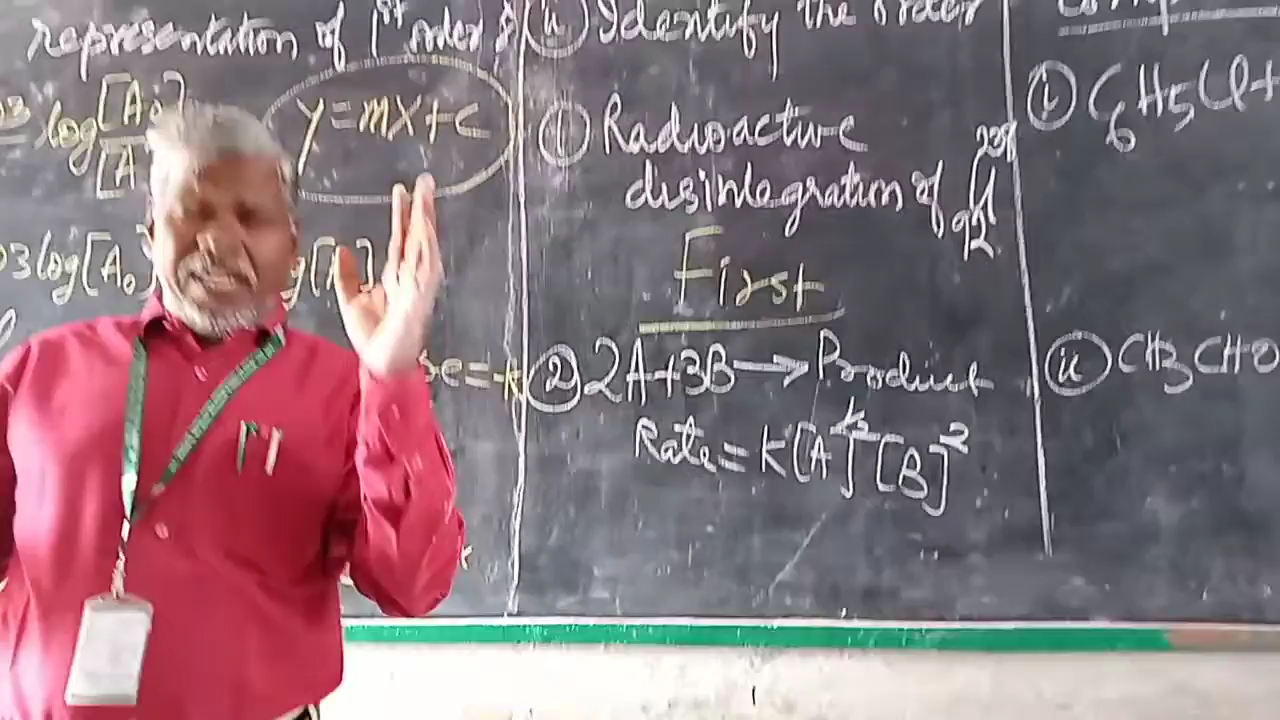 representation of 1st order
log [A₀]
[A
y = mx + c
03 log[A₀]
(ii) Identify the order
(1) Radioactive
disintegration of
92
First
(2) 2A+3B → Product
Rate = K[A]^½ [B]^2
(i) C₆H₅Cl +
(ii) CH₃CHO